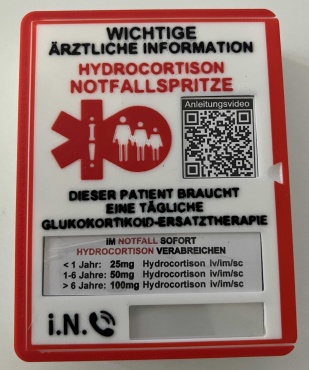 WICHTIGE
ÄRZTLICHE INFORMATION
HYDROCORTISON
NOTFALLSPRITZE
Anleitungsvideo
DIESER PATIENT BRAUCHT
EINE TÄGLICHE
GLUKOKORTIKOID-ERSATZTHERAPIE
IM NOTFALL SOFORT
HYDROCORTISON VERABREICHEN
< 1 Jahr: 25mg Hydrocortison iv/im/sc
1-6 Jahre: 50mg Hydrocortison iv/im/sc
> 6 Jahre: 100mg Hydrocortison iv/im/sc
i.N.